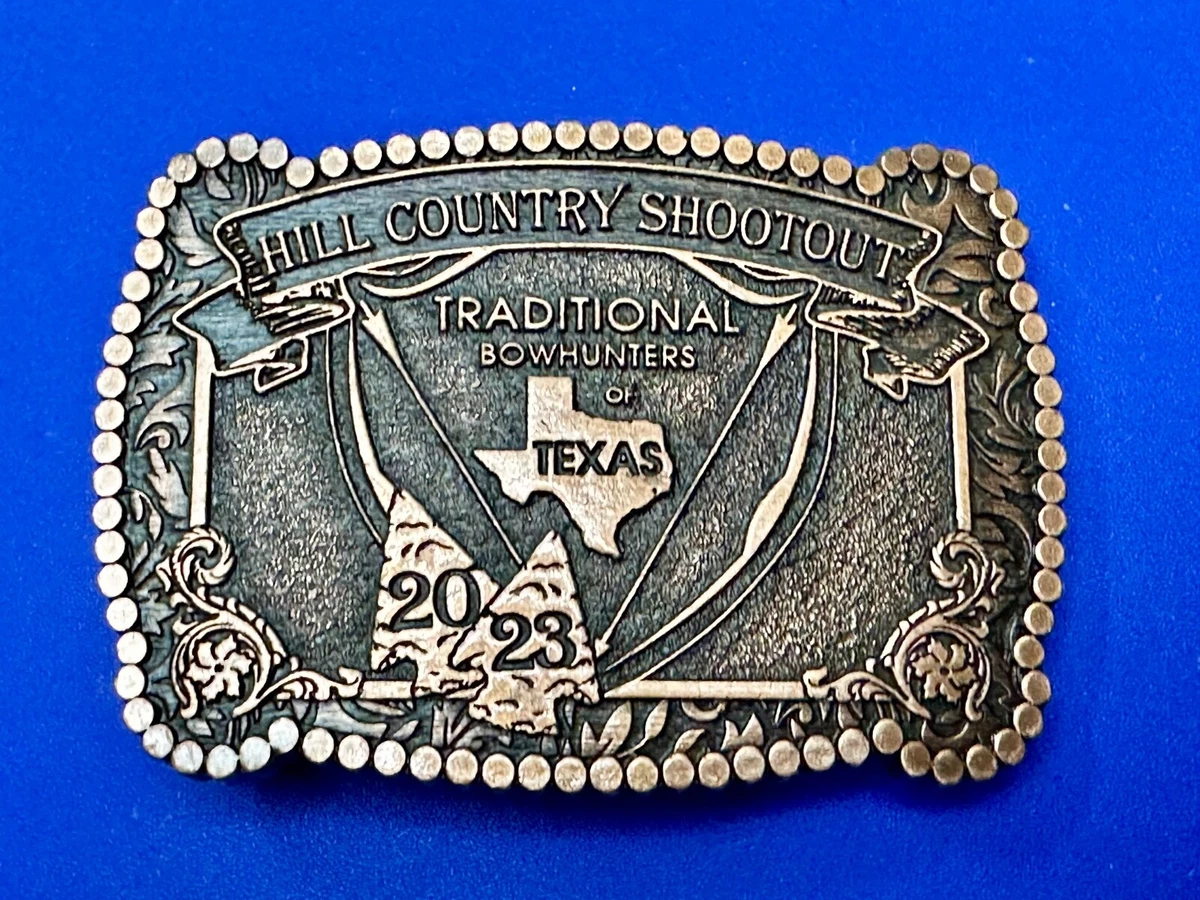 HILL COUNTRY SHOOTOUT
TRADITIONAL
BOWHUNTERS
OF
TEXAS
20
23